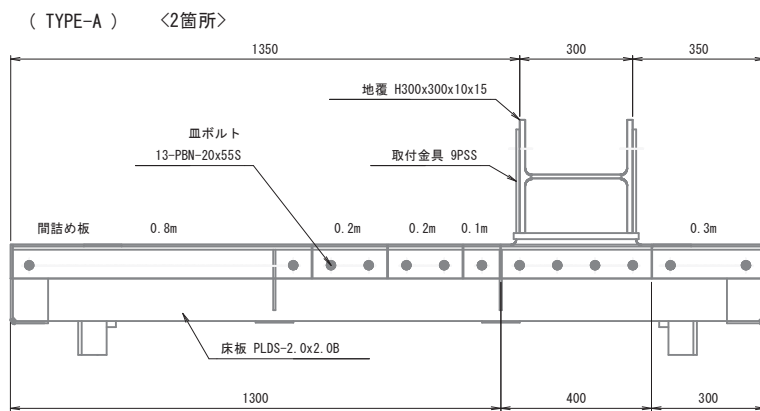 ( TYPE-A ) <2箇所>
1350 300 350
地覆 H300x300x10x15
皿ボルト
13-PBN-20x55S
取付金具 9PSS
間詰め板 0.8m 0.2m 0.2m 0.1m 0.3m
床板 PLDS-2.0x2.0B
1300 400 300